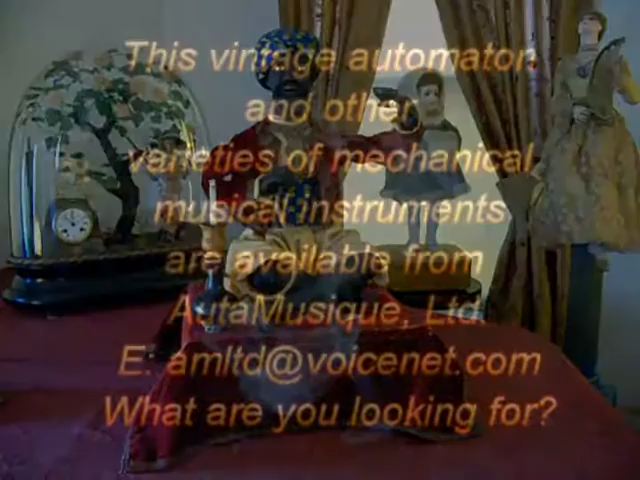 This vintage automaton
and other
varieties of mechanical
musical instruments
are available from
AutaMusique, Ltd.
E: amltd@voicenet.com
What are you looking for?